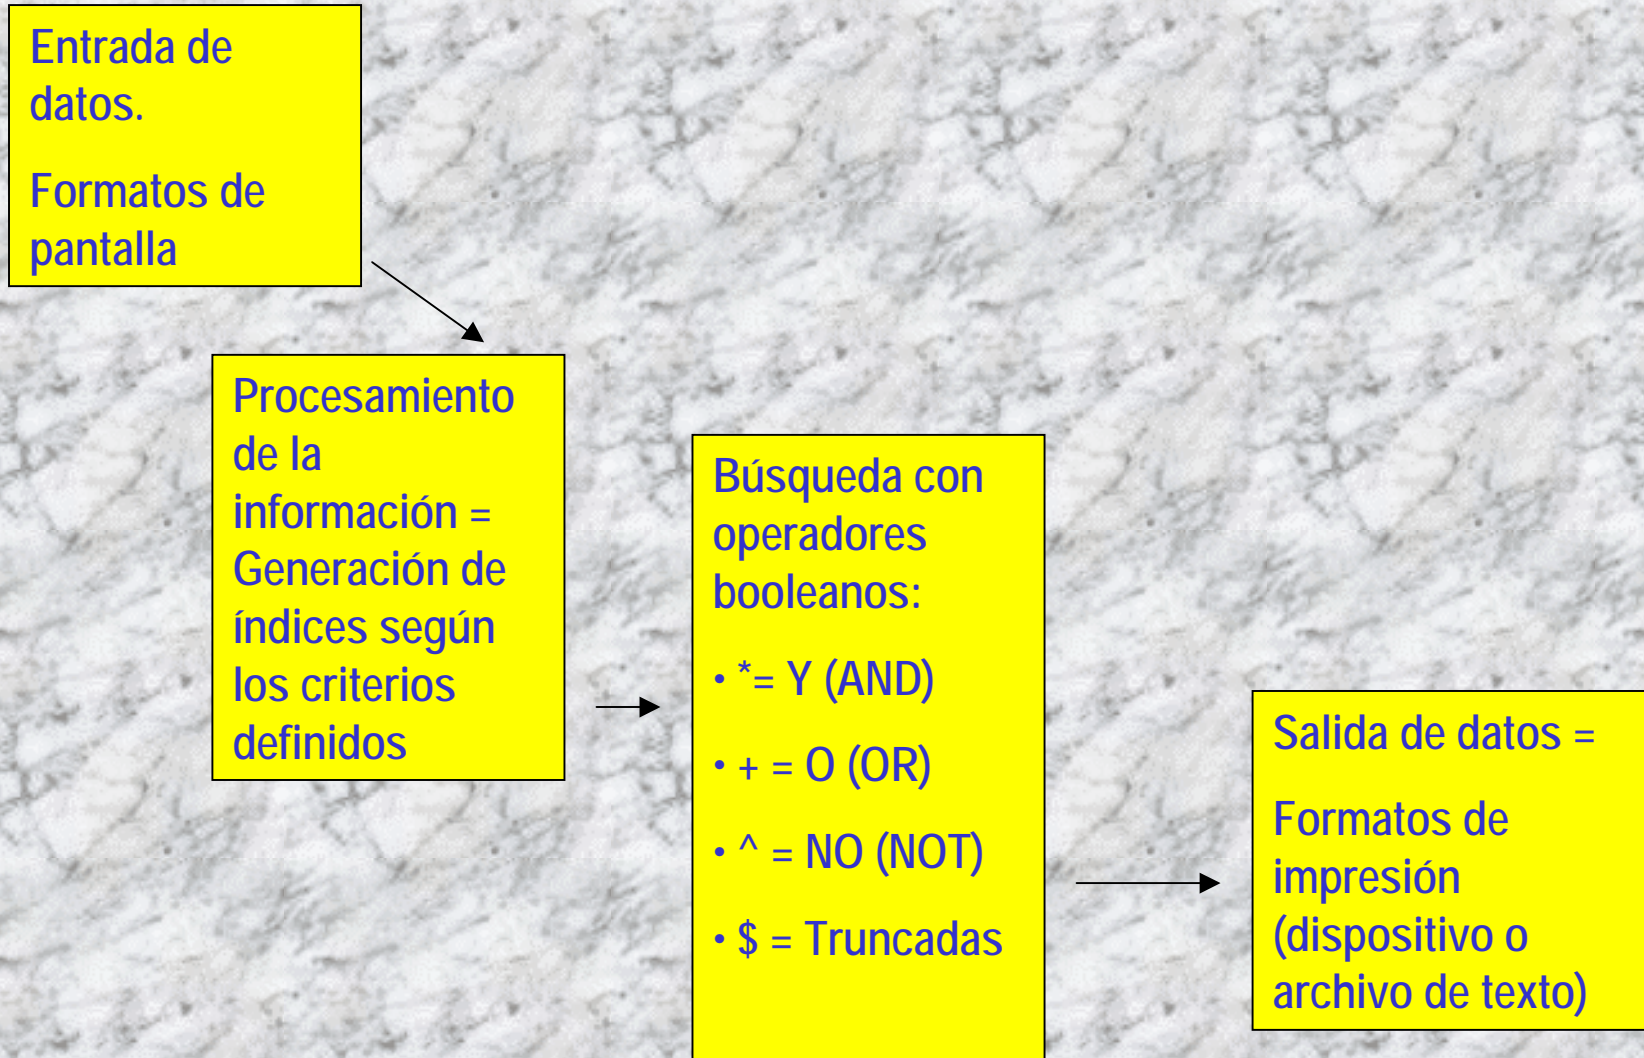 Entrada de
datos.
Formatos de
pantalla
Procesamiento
de la
información =
Generación de
índices según
los criterios
definidos
Búsqueda con
operadores
booleanos:
• *= Y (AND)
• + = O (OR)
• ^ = NO (NOT)
• $ = Truncadas
Salida de datos =
Formatos de
impresión
(dispositivo o
archivo de texto)